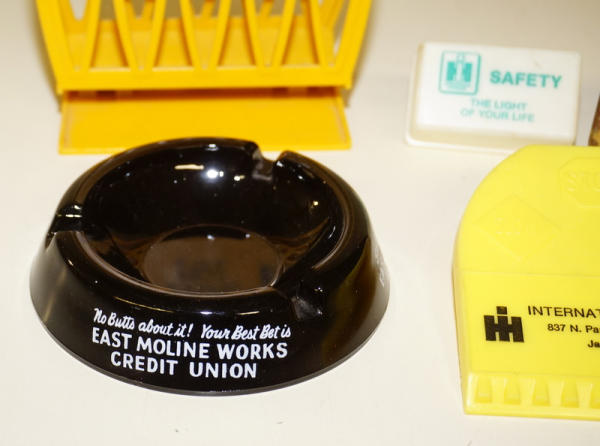 SAFETY
THE LIGHT
OF YOUR LIFE
No Butts about it! Your Best Bet is
EAST MOLINE WORKS
CREDIT UNION
INTERNAT
837 N. Pa
Ja